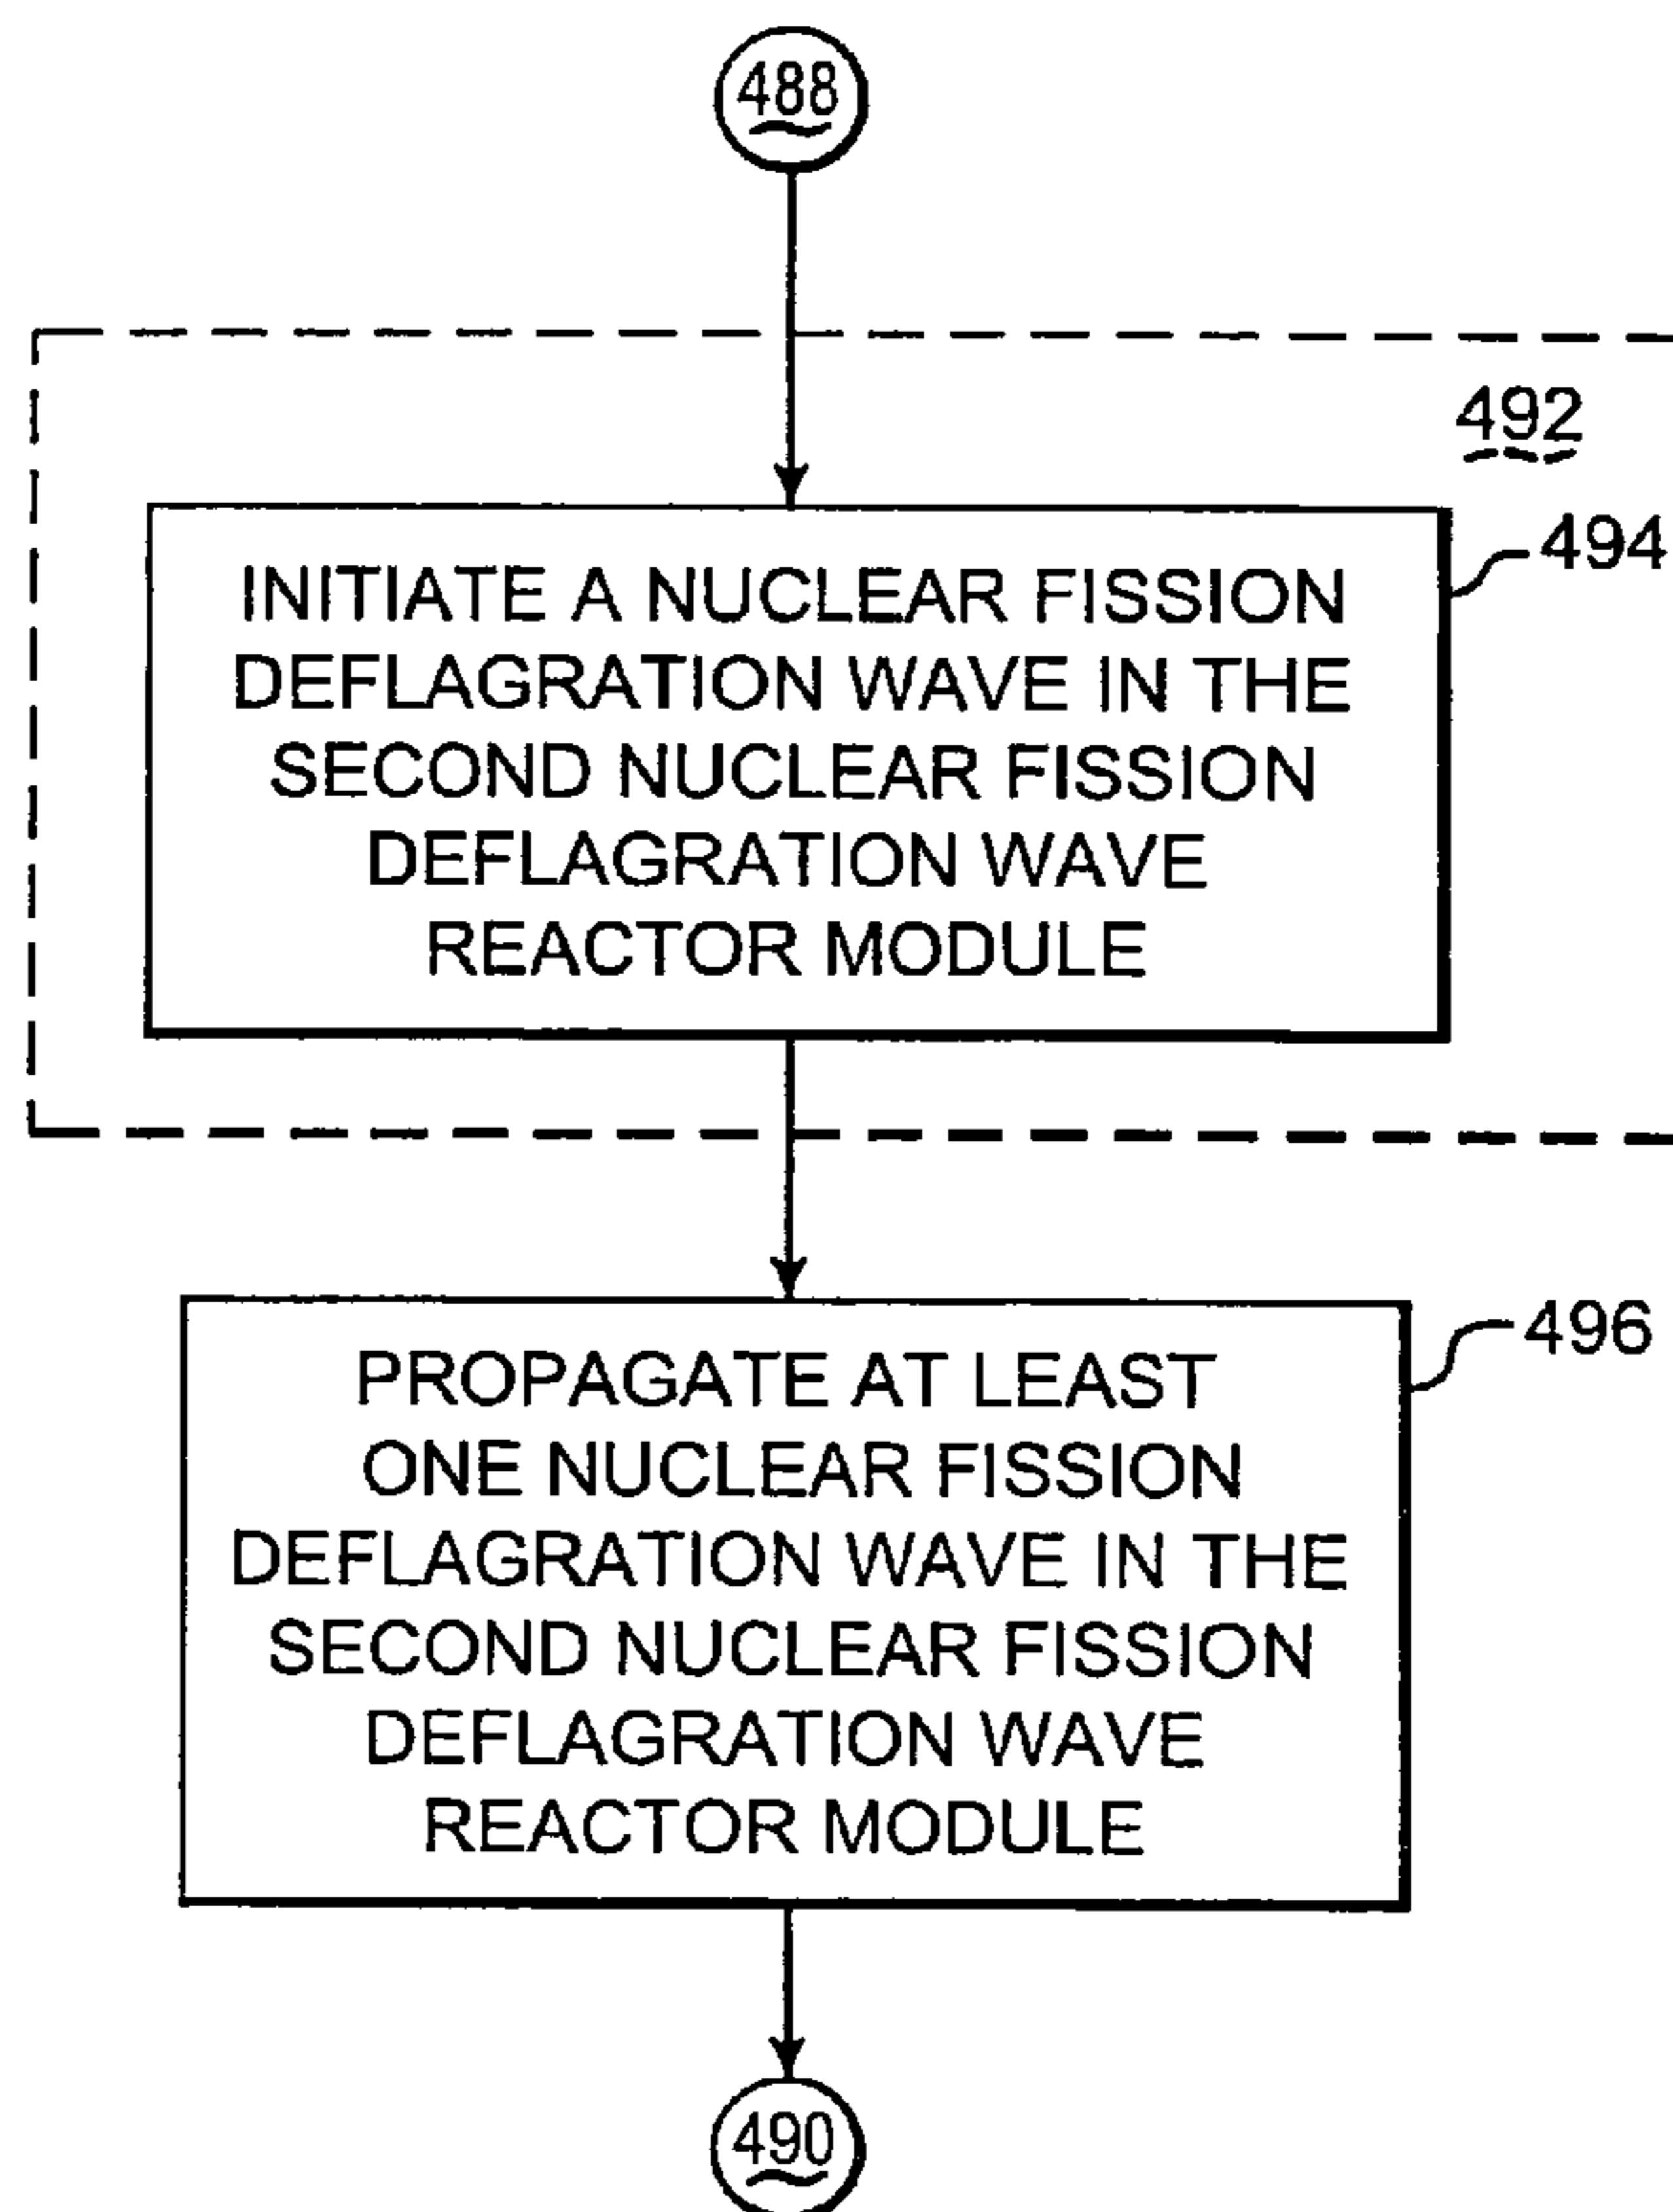 488
492
494
INITIATE A NUCLEAR FISSION
DEFLAGRATION WAVE IN THE
SECOND NUCLEAR FISSION
DEFLAGRATION WAVE
REACTOR MODULE
496
PROPAGATE AT LEAST
ONE NUCLEAR FISSION
DEFLAGRATION WAVE IN THE
SECOND NUCLEAR FISSION
DEFLAGRATION WAVE
REACTOR MODULE
490